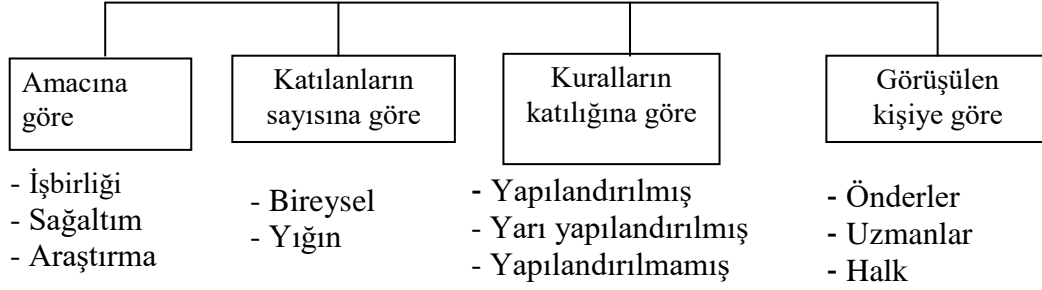 Amacına
göre
- İşbirliği
- Sağaltım
- Araştırma
Katılanların
sayısına göre
- Bireysel
- Yığın
Kuralların
katılığına göre
- Yapılandırılmış
- Yarı yapılandırılmış
- Yapılandırılmamış
Görüşülen
kişiye göre
- Önderler
- Uzmanlar
- Halk